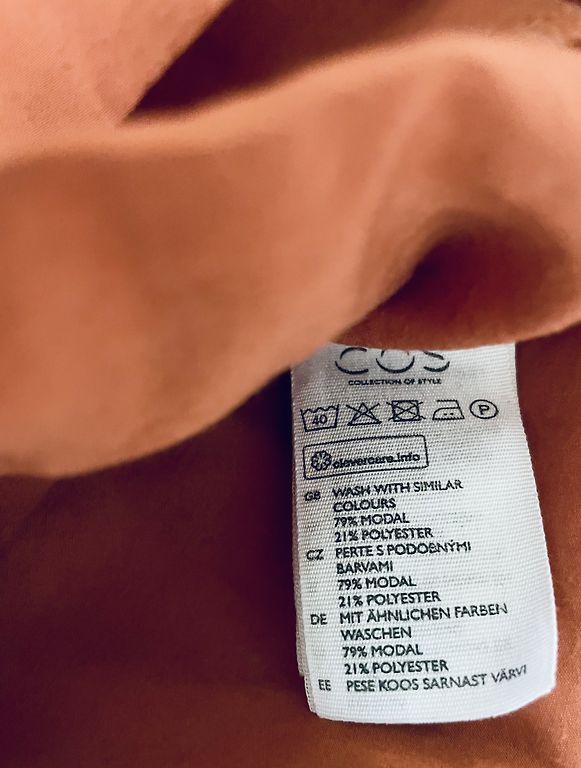 COS
COLLECTION OF STYLE
40 P
clevercare.info
GB WASH WITH SIMILAR
COLOURS
79% MODAL
21% POLYESTER
CZ PERTE S PODOBNÝMI
BARVAMI
79% MODAL
21% POLYESTER
DE MIT ÄHNLICHEN FARBEN
WASCHEN
79% MODAL
21% POLYESTER
EE PESE KOOS SARNAST VÄRVI